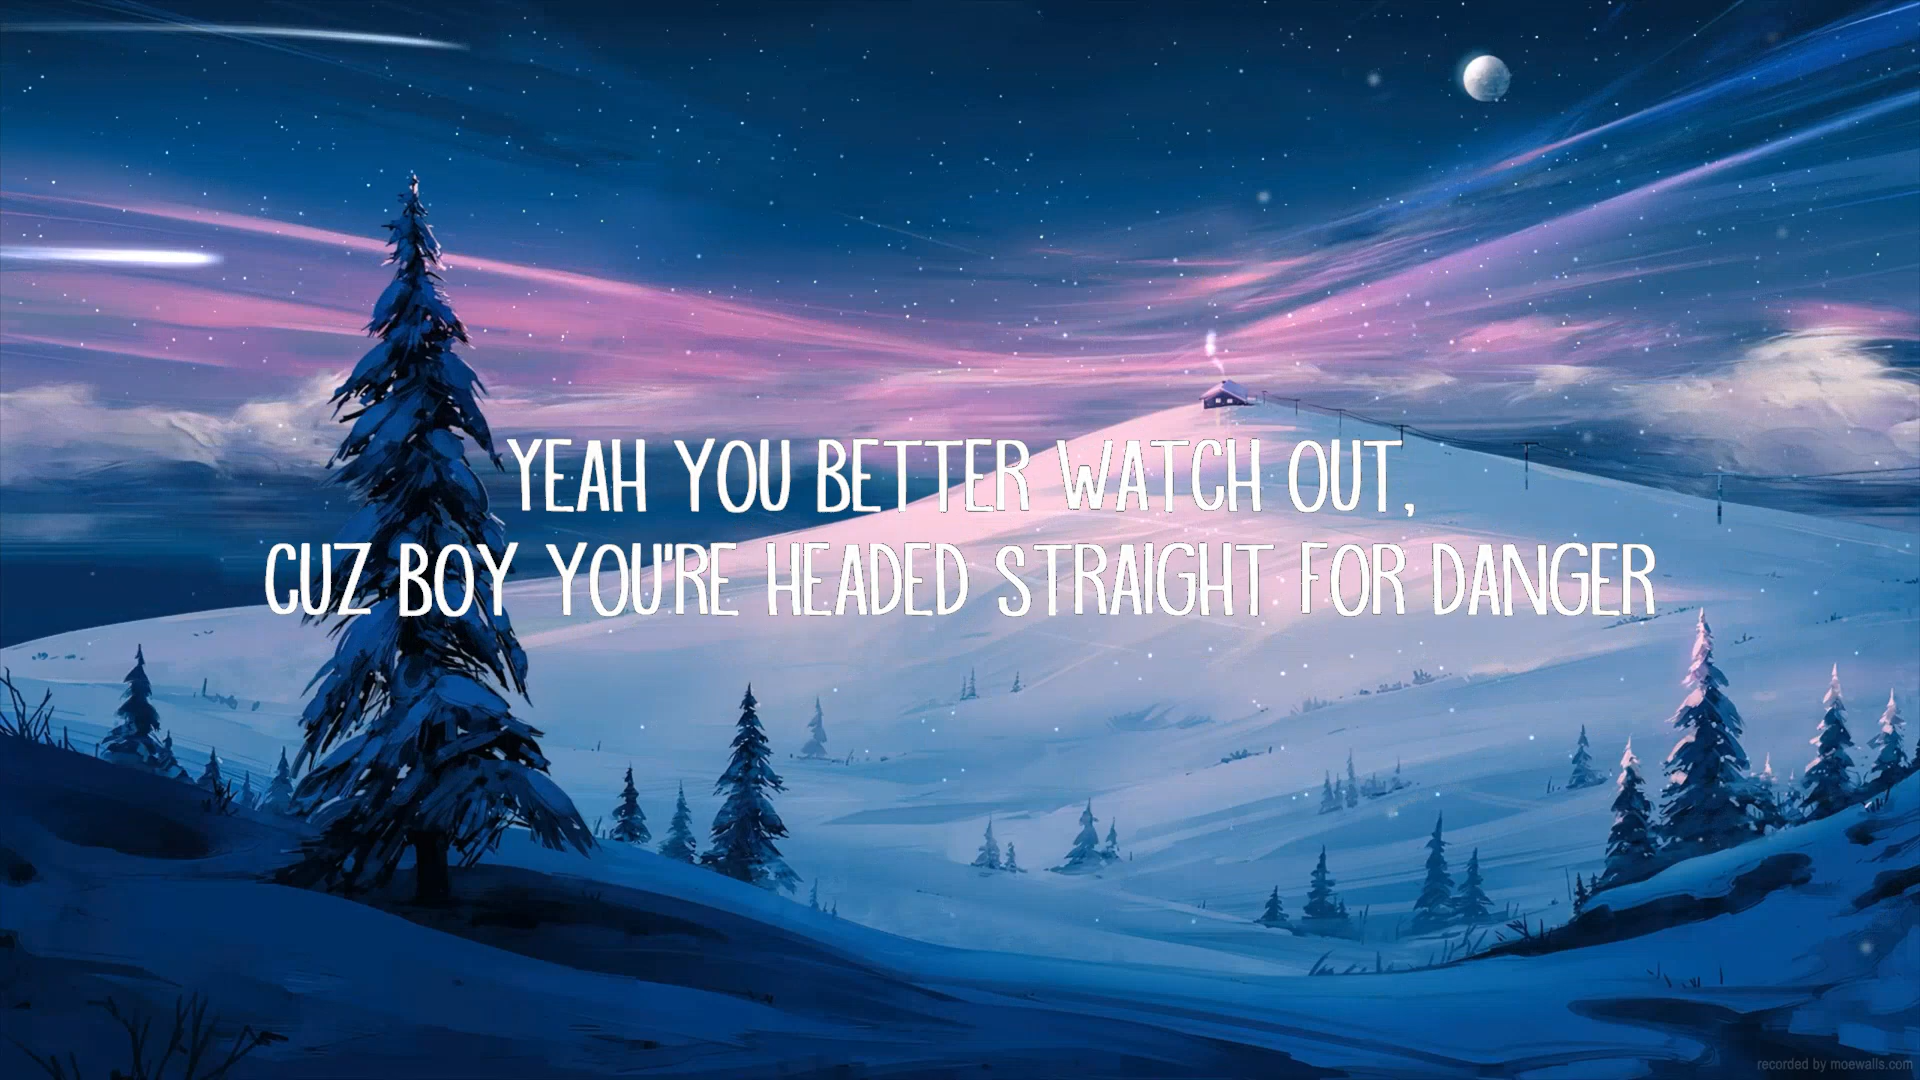 YEAH YOU BETTER WATCH OUT,
CUZ BOY YOU'RE HEADED STRAIGHT FOR DANGER
recorded by moewalls.com